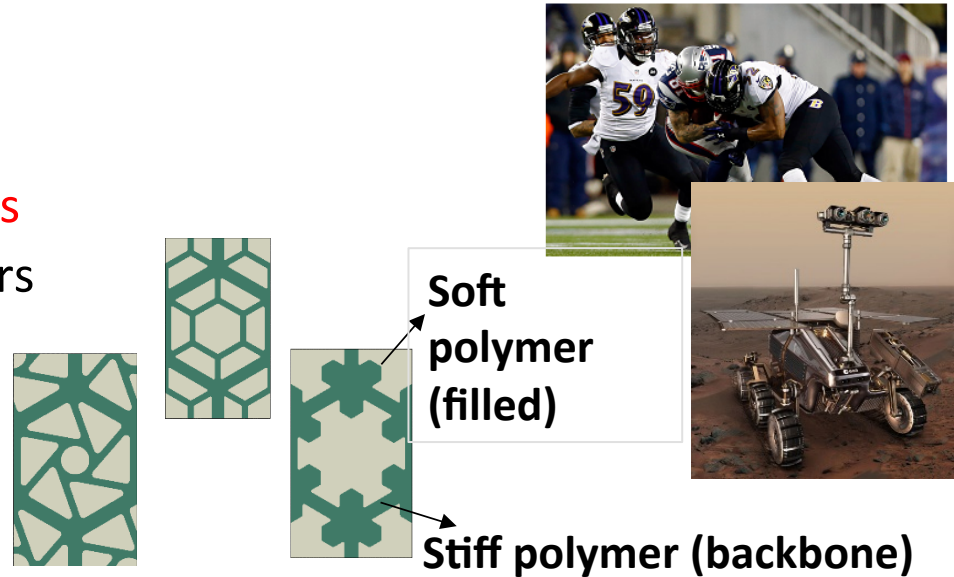 s
rs
Soft
polymer
(filled)
Stiff polymer (backbone)
59